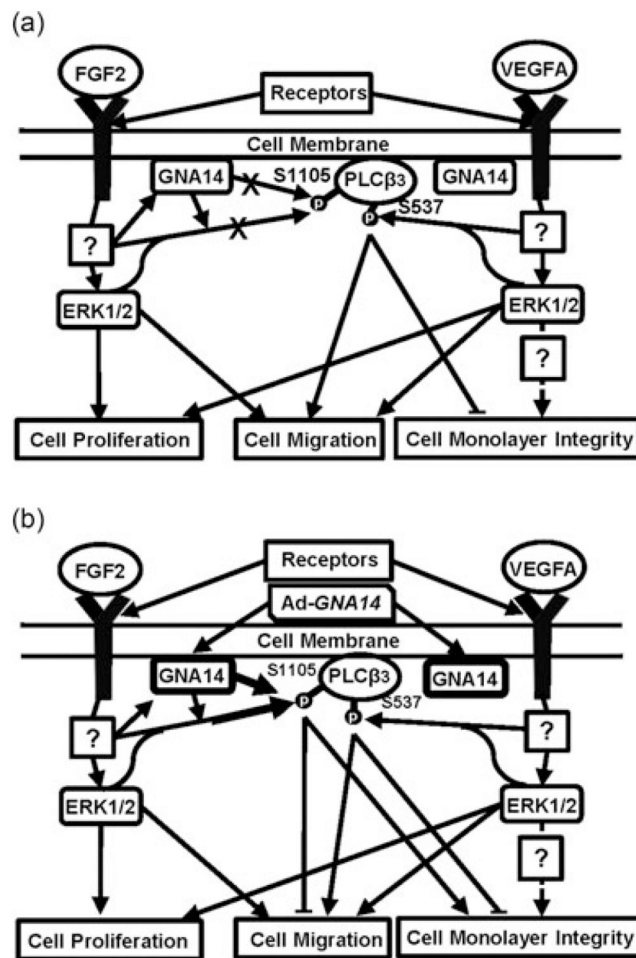 (a)
FGF2
VEGFA
Receptors
Cell Membrane
GNA14
S1105
PLCβ3
GNA14
X
P
S537
P
?
X
?
ERK1/2
ERK1/2
?
Cell Proliferation
Cell Migration
Cell Monolayer Integrity
(b)
FGF2
Receptors
VEGFA
Ad-GNA14
Cell Membrane
GNA14
S1105
PLCβ3
GNA14
P
S537
P
?
?
ERK1/2
ERK1/2
?
Cell Proliferation
Cell Migration
Cell Monolayer Integrity